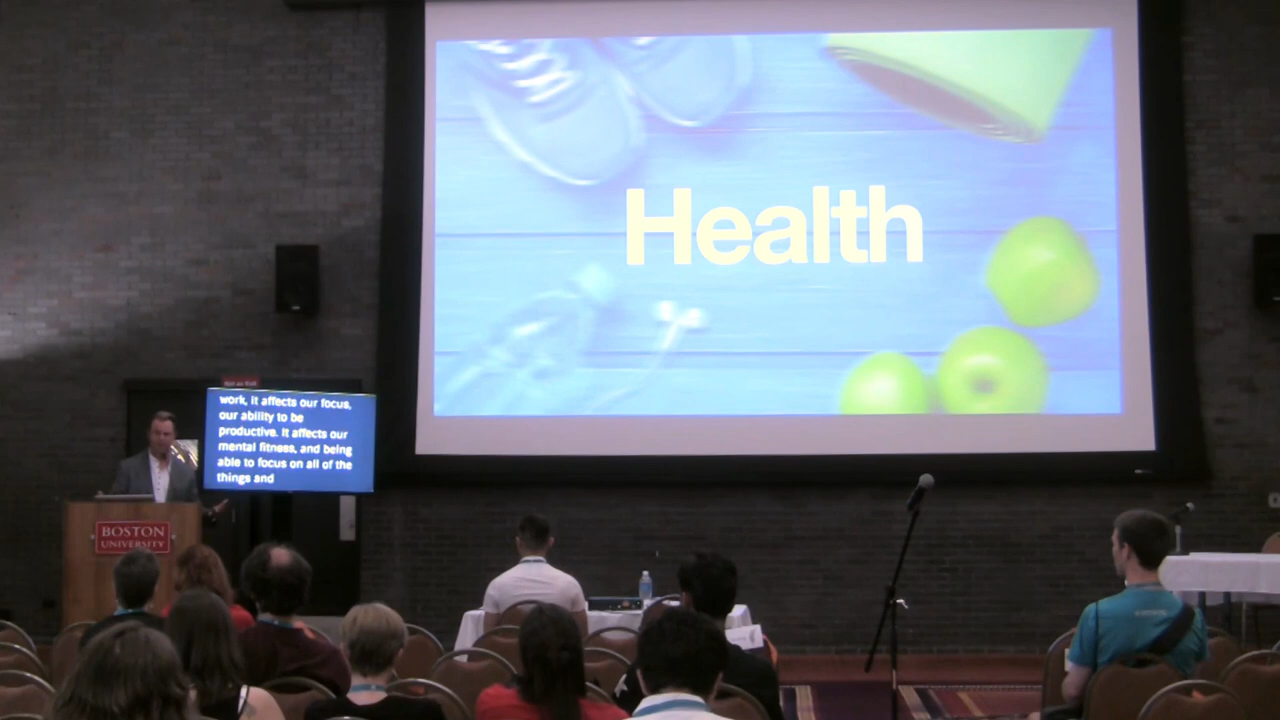 Health
work, it affects our focus,
our ability to be
productive. It affects our
mental fitness, and being
able to focus on all of the
things and
BOSTON
UNIVERSITY